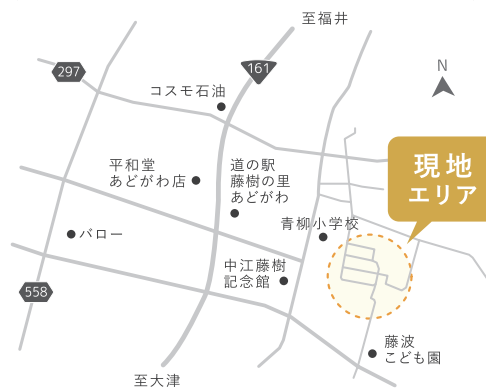 至福井
297
161
N
コスモ石油
現地
エリア
平和堂
あどがわ店
道の駅
藤樹の里
あどがわ
青柳小学校
バロー
中江藤樹
記念館
558
藤波
こども園
至大津